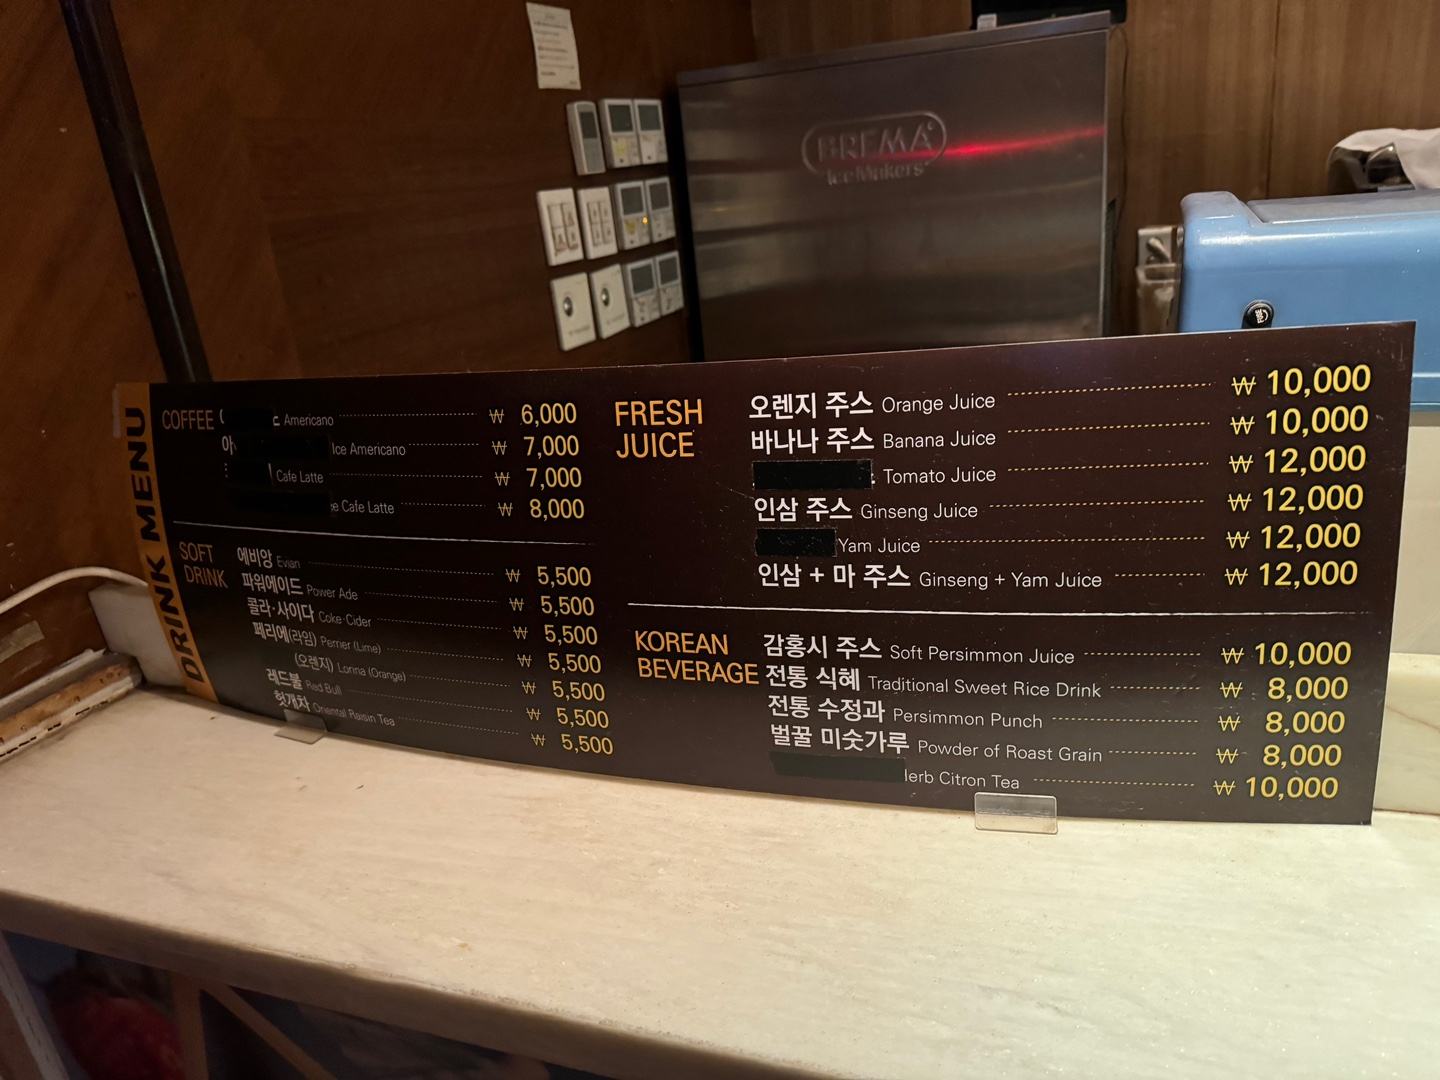 BREMA
Ice Makers
DRINK MENU
COFFEE
Americano ₩ 6,000
Ice Americano ₩ 7,000
Cafe Latte ₩ 7,000
Cafe Latte ₩ 8,000
SOFT DRINK
에비앙 Evian ₩ 5,500
파워에이드 Power Ade ₩ 5,500
콜라·사이다 Coke·Cider ₩ 5,500
페리에(라임) Perrier (Lime) ₩ 5,500
(오렌지) Lorina (Orange) ₩ 5,500
레드불 Red Bull ₩ 5,500
헛개차 Oriental Raisin Tea ₩ 5,500
FRESH JUICE
오렌지 주스 Orange Juice ₩ 10,000
바나나 주스 Banana Juice ₩ 10,000
Tomato Juice ₩ 12,000
인삼 주스 Ginseng Juice ₩ 12,000
Yam Juice ₩ 12,000
인삼 + 마 주스 Ginseng + Yam Juice ₩ 12,000
KOREAN BEVERAGE
감홍시 주스 Soft Persimmon Juice ₩ 10,000
전통 식혜 Traditional Sweet Rice Drink ₩ 8,000
전통 수정과 Persimmon Punch ₩ 8,000
벌꿀 미숫가루 Powder of Roast Grain ₩ 8,000
Citron Tea ₩ 10,000